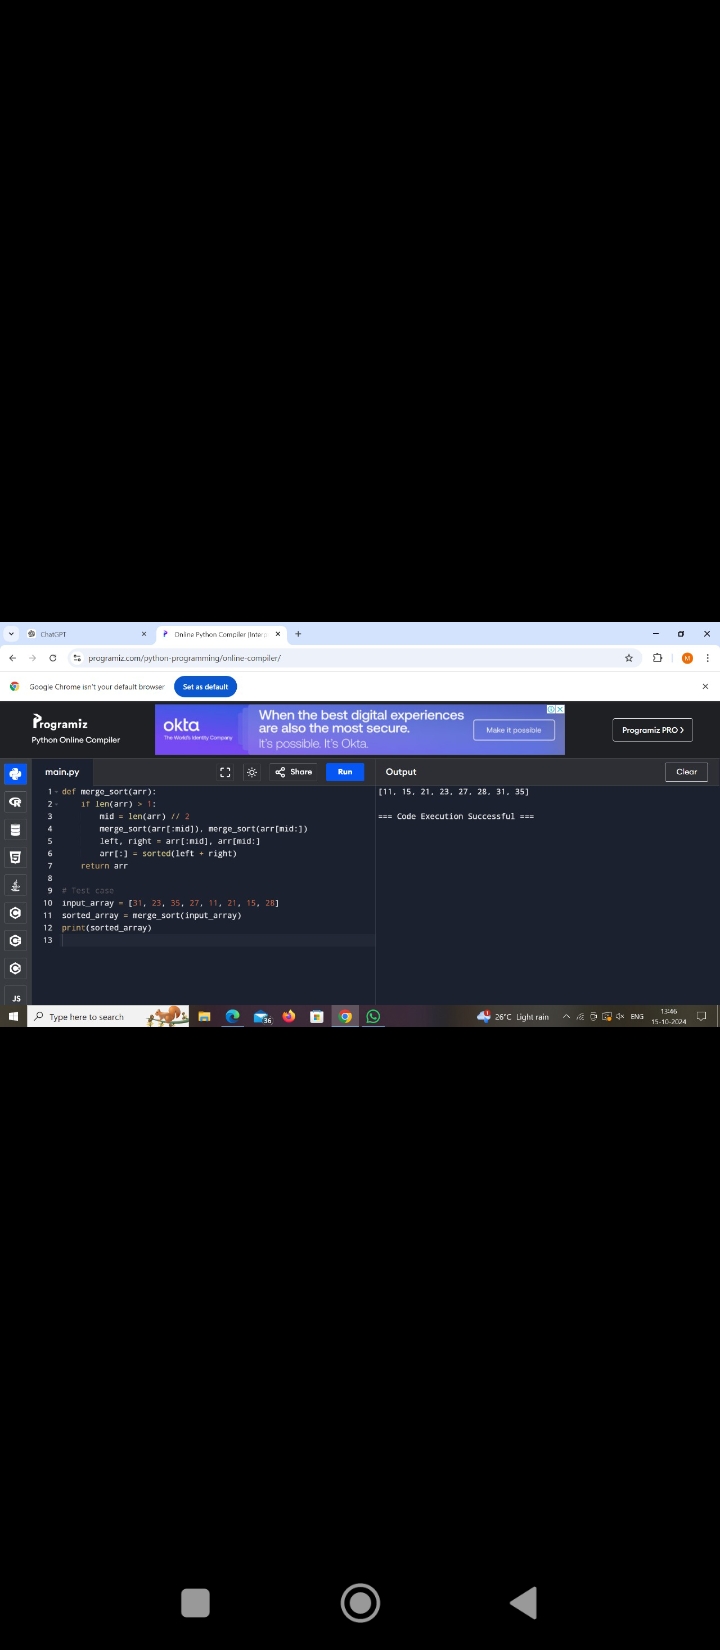 ChatGPT
Online Python Compiler (Interp
programiz.com/python-programming/online-compiler/
Google Chrome isn't your default browser
Set as default
Programiz
Python Online Compiler
okta
The World's Identity Company
When the best digital experiences
are also the most secure.
It's possible. It's Okta.
Make it possible
Programiz PRO >
main.py
Share
Run
Output
Clear
1 def merge_sort(arr):
2 if len(arr) > 1:
3 mid = len(arr) // 2
4 merge_sort(arr[:mid]), merge_sort(arr[mid:])
5 left, right = arr[:mid], arr[mid:]
6 arr[:] = sorted(left + right)
7 return arr
8
9 # Test case
10 input_array = [31, 23, 35, 27, 11, 21, 15, 28]
11 sorted_array = merge_sort(input_array)
12 print(sorted_array)
13
[11, 15, 21, 23, 27, 28, 31, 35]
=== Code Execution Successful ===
JS
Type here to search
36
26°C Light rain
ENG
13:46
15-10-2024